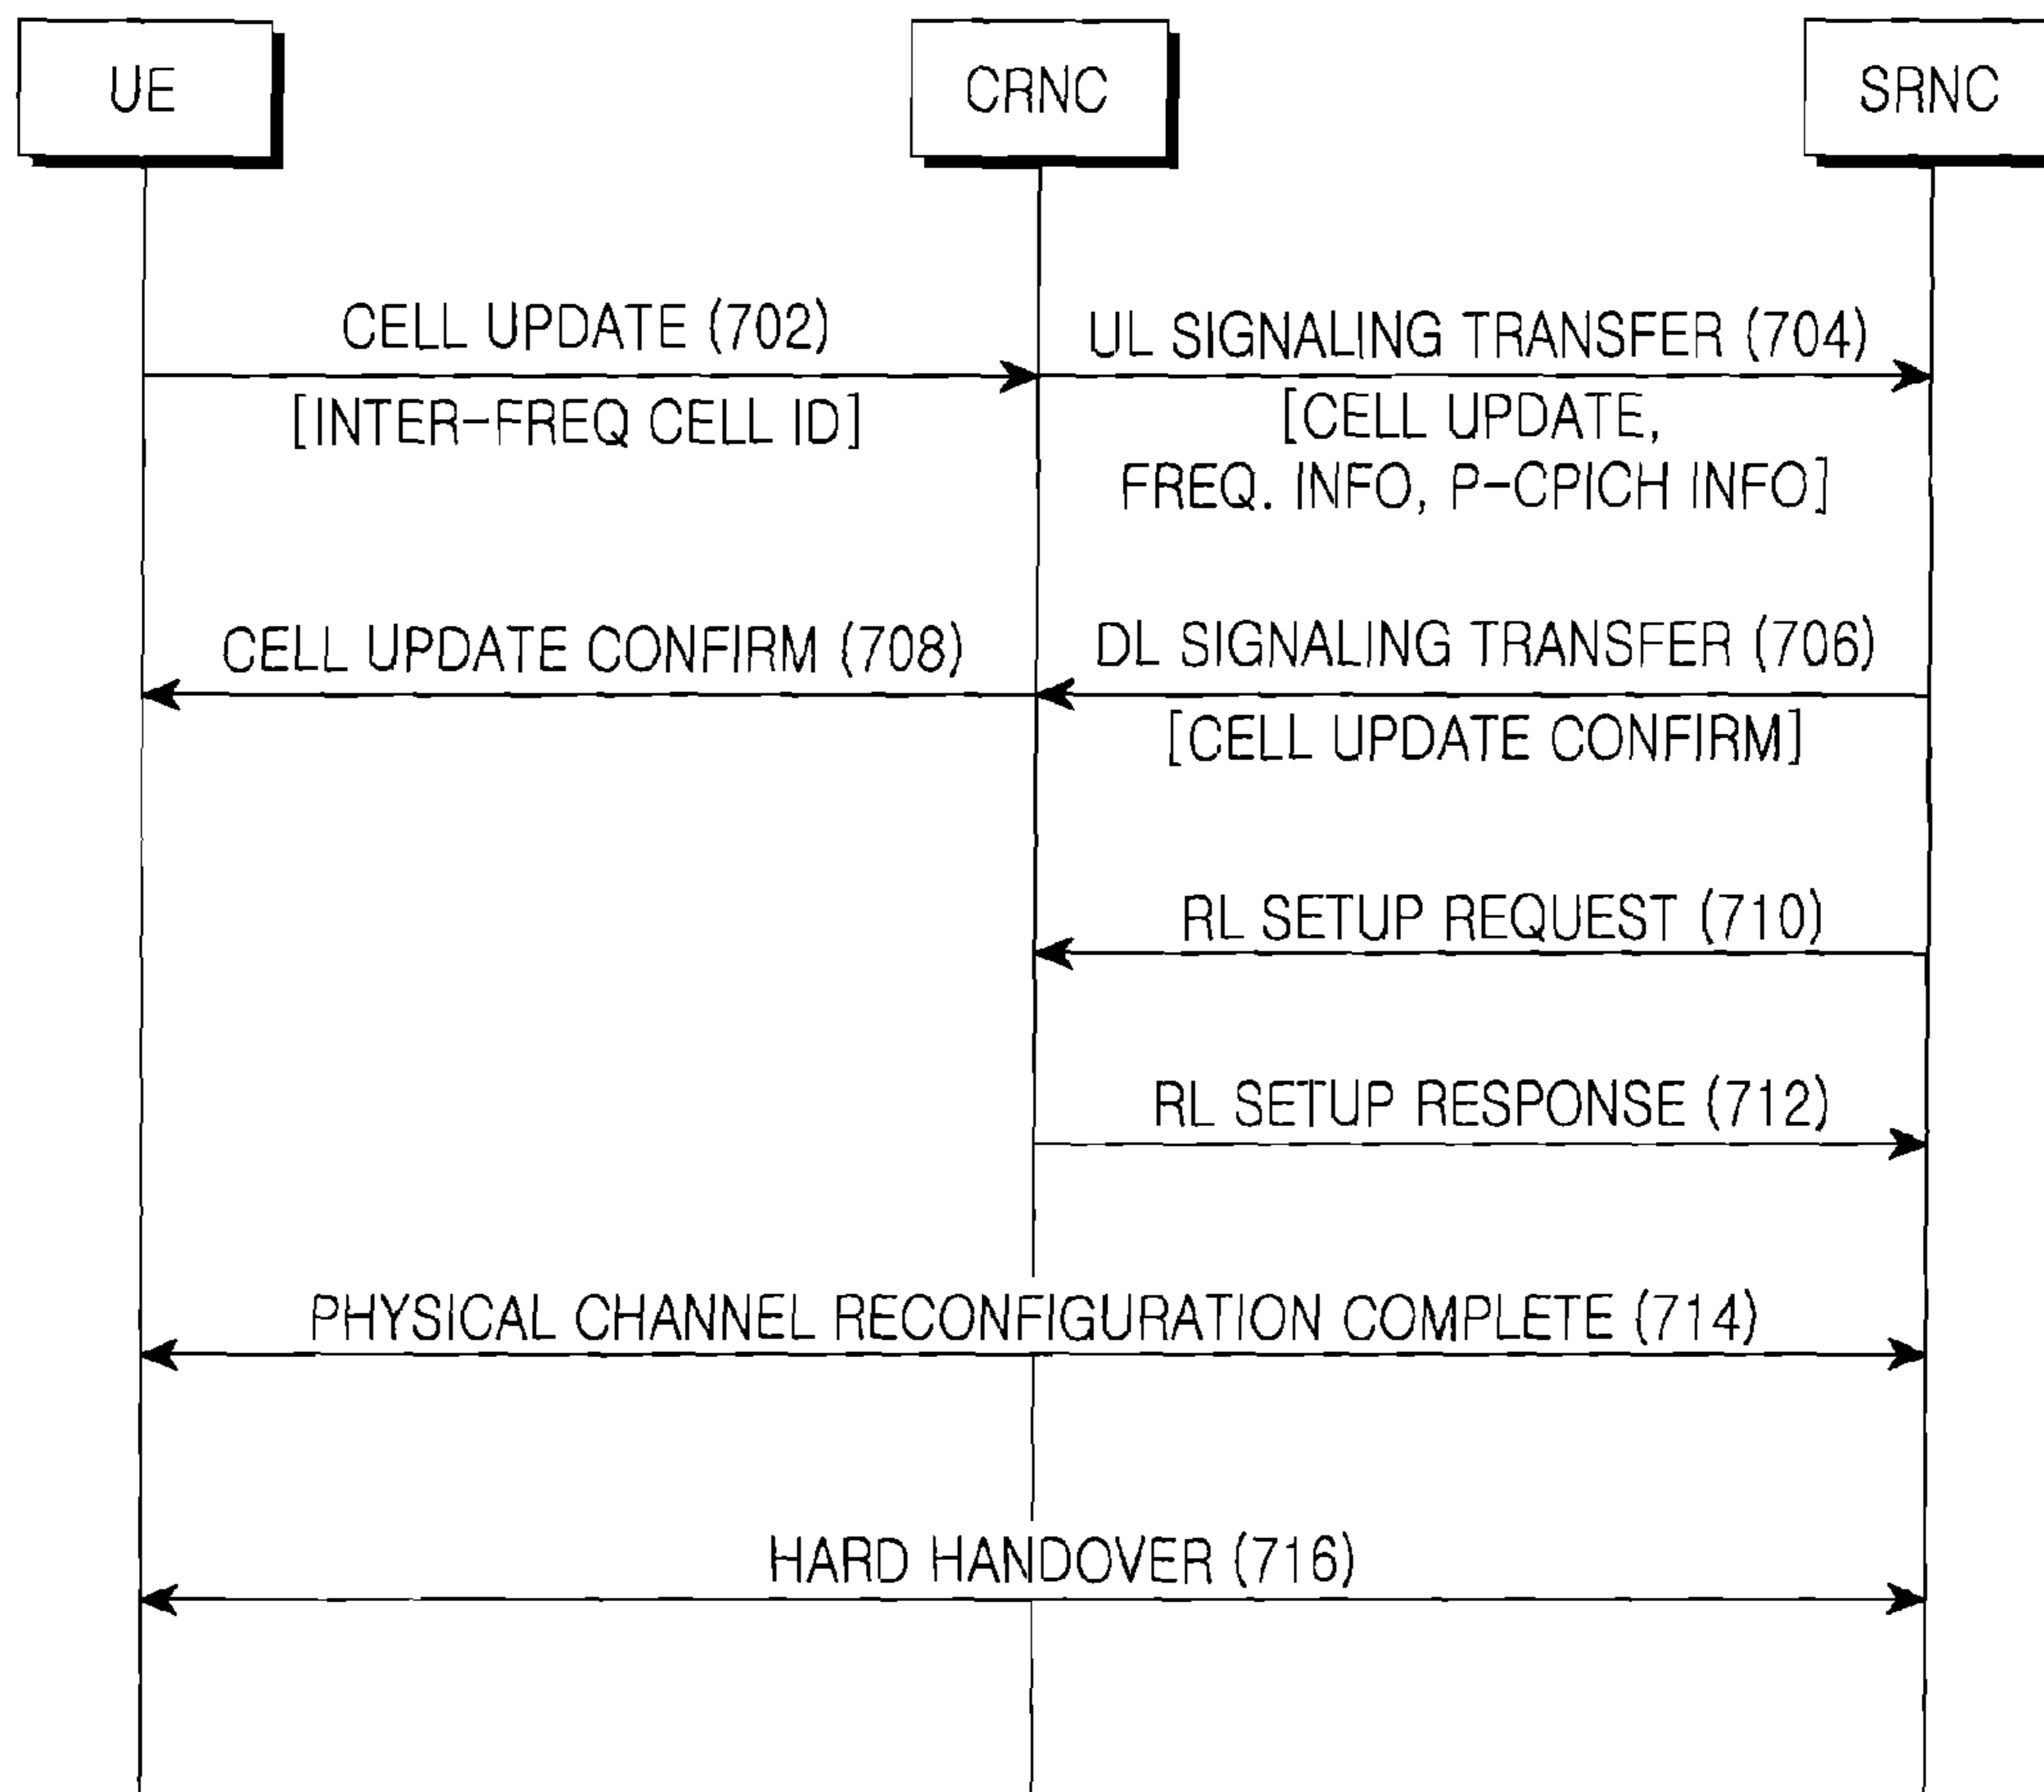 UE
CRNC
SRNC
CELL UPDATE (702)
UL SIGNALING TRANSFER (704)
[INTER-FREQ CELL ID]
[CELL UPDATE,
FREQ. INFO, P-CPICH INFO]
CELL UPDATE CONFIRM (708)
DL SIGNALING TRANSFER (706)
[CELL UPDATE CONFIRM]
RL SETUP REQUEST (710)
RL SETUP RESPONSE (712)
PHYSICAL CHANNEL RECONFIGURATION COMPLETE (714)
HARD HANDOVER (716)